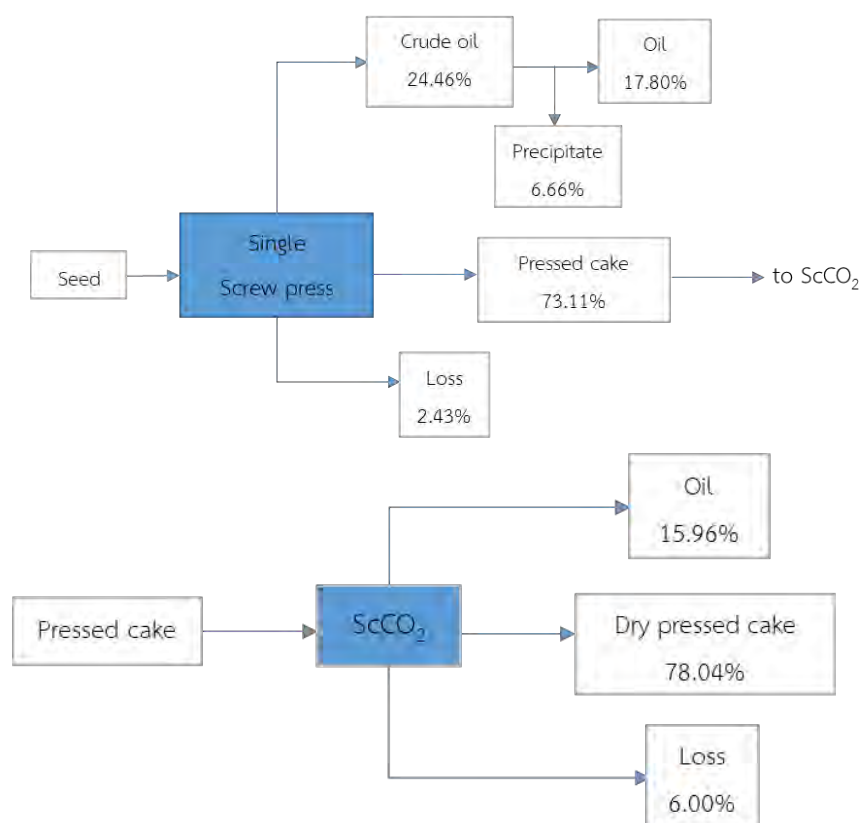 Crude oil
24.46%
Oil
17.80%
Precipitate
6.66%
Single
Screw press
Seed
Pressed cake
73.11%
to ScCO₂
Loss
2.43%
Oil
15.96%
Pressed cake
ScCO₂
Dry pressed cake
78.04%
Loss
6.00%